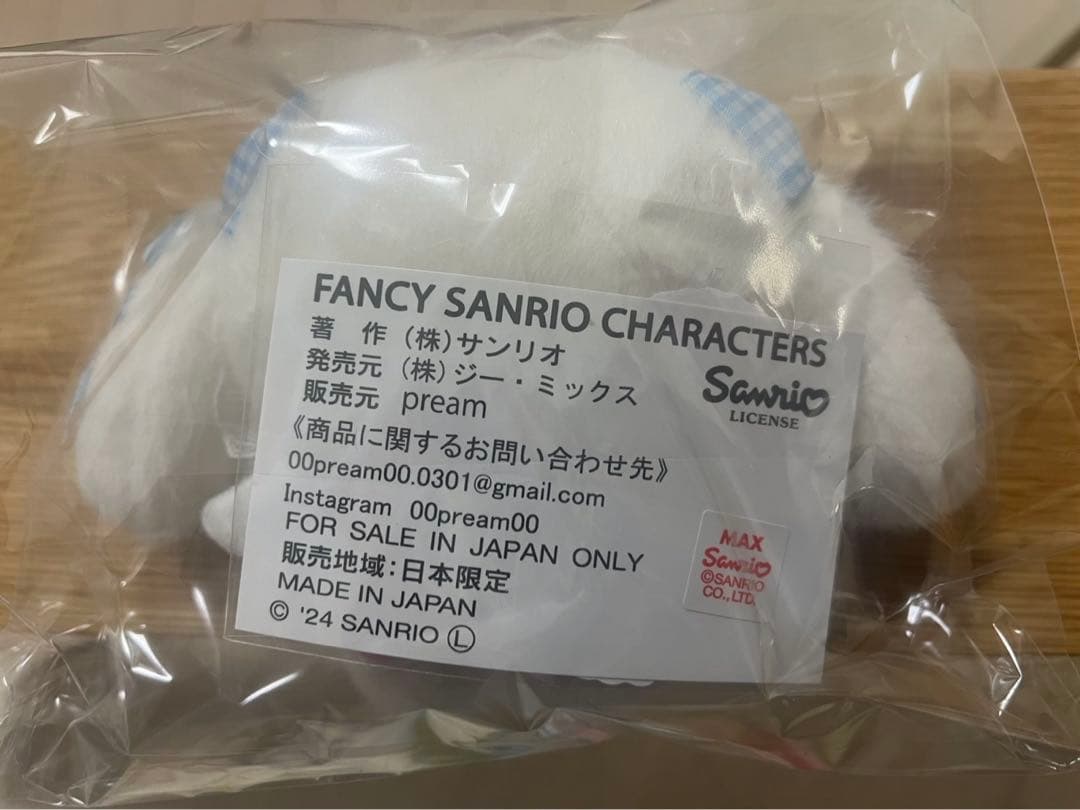 FANCY SANRIO CHARACTERS
著 作 (株)サンリオ
発売元 (株)ジー・ミックス
販売元 pream
Sanrio
LICENSE
《商品に関するお問い合わせ先》
00pream00.0301@gmail.com
Instagram 00pream00
FOR SALE IN JAPAN ONLY
販売地域:日本限定
MADE IN JAPAN
© '24 SANRIO Ⓛ
MAX
Sanrio
©SANRIO
CO.,LTD.